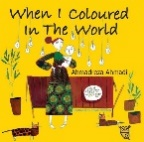 When I Coloured
In The World
Ahmadreza Ahmadi